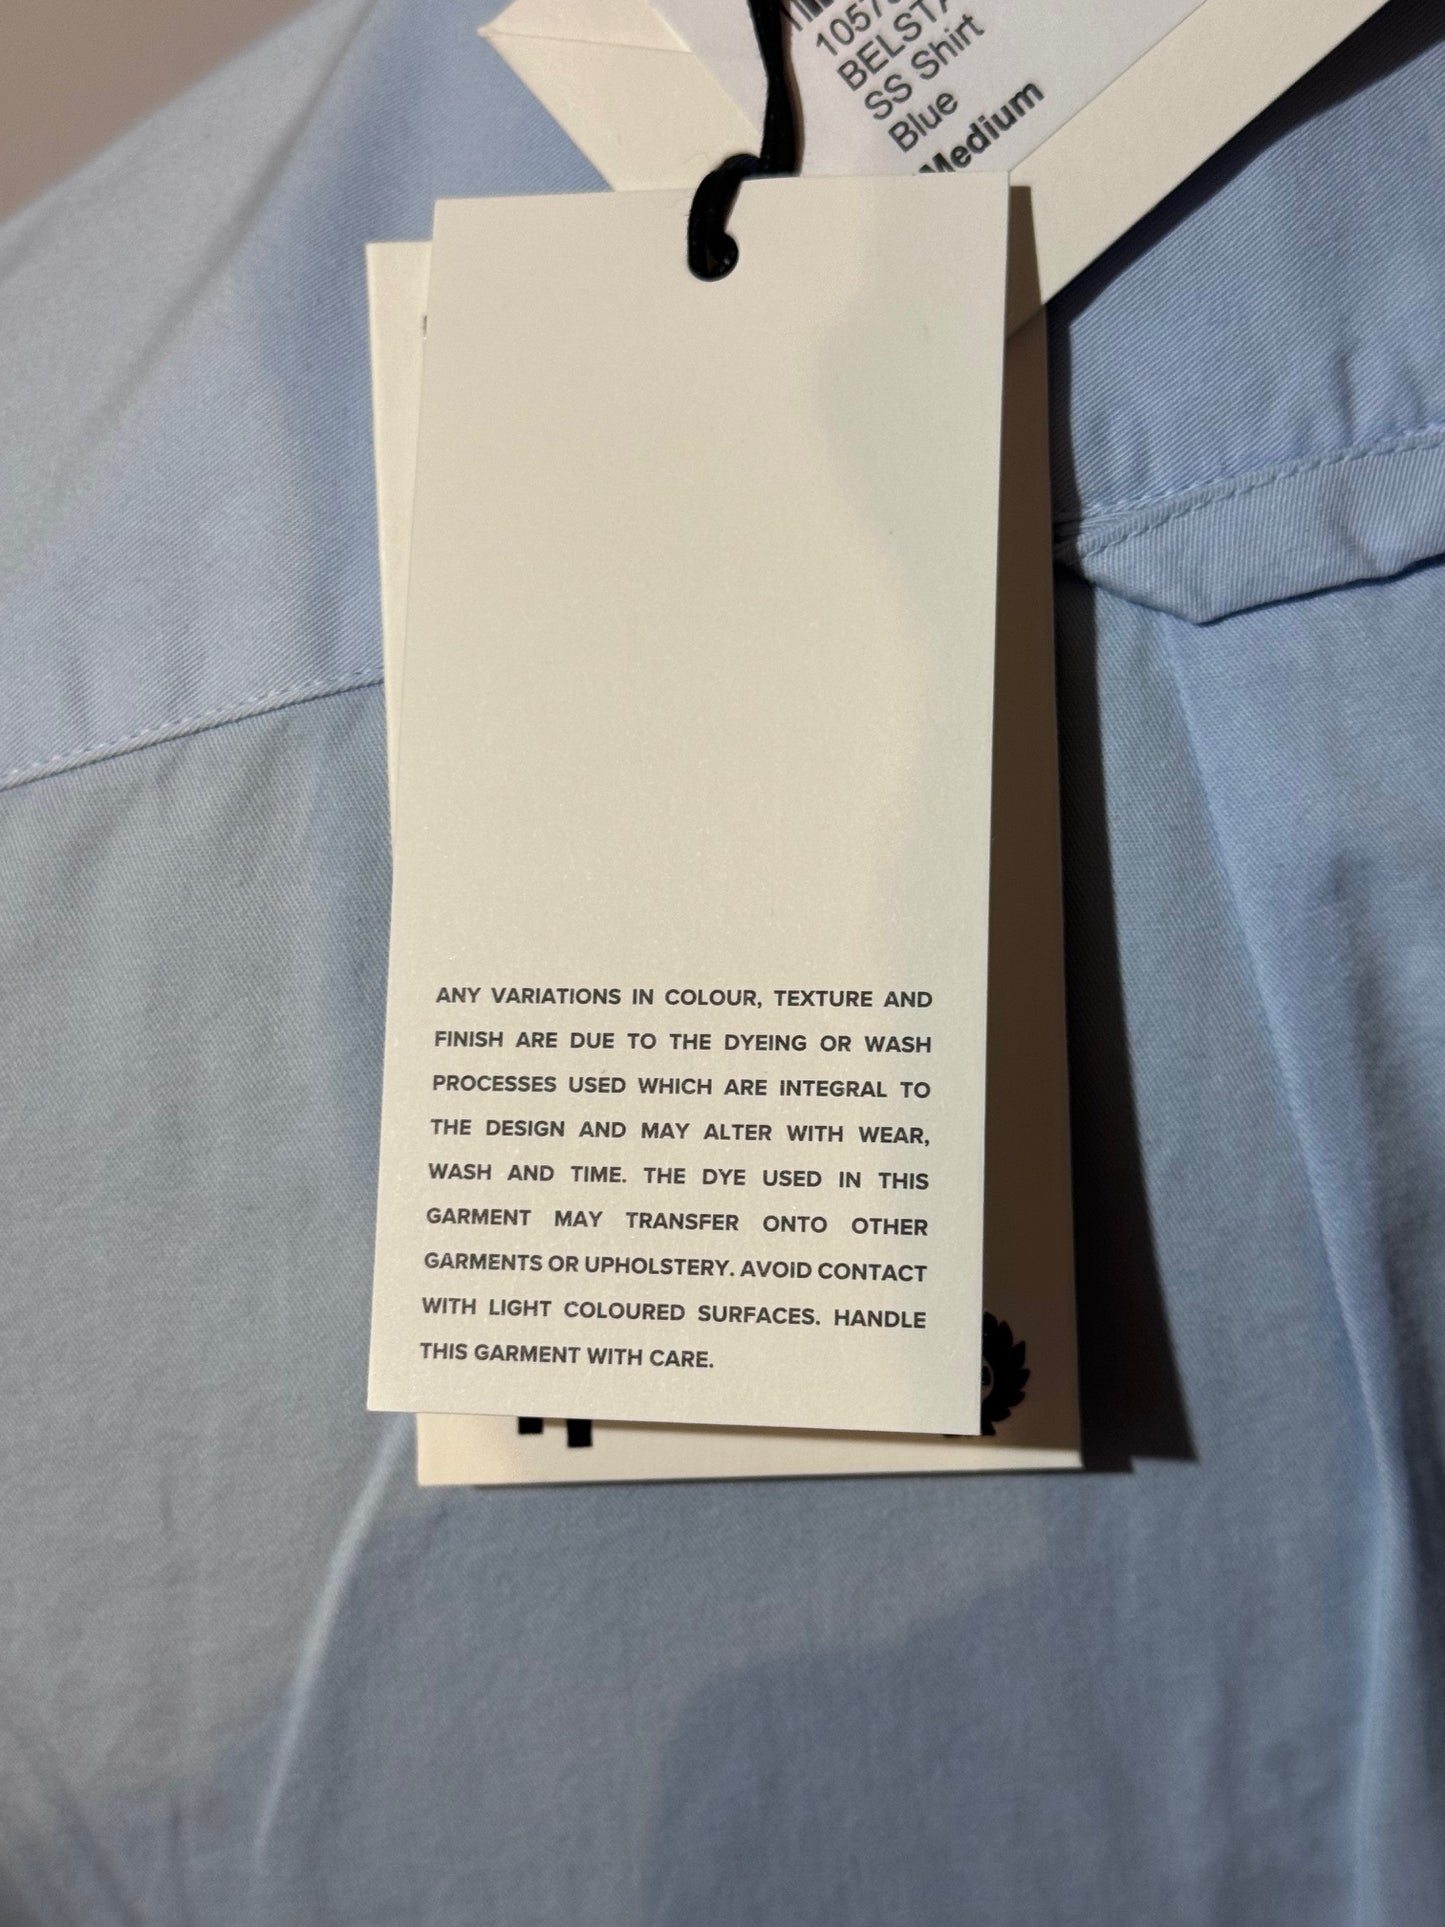 SS Shirt
Blue
Medium
ANY VARIATIONS IN COLOUR, TEXTURE AND
FINISH ARE DUE TO THE DYEING OR WASH
PROCESSES USED WHICH ARE INTEGRAL TO
THE DESIGN AND MAY ALTER WITH WEAR,
WASH AND TIME. THE DYE USED IN THIS
GARMENT MAY TRANSFER ONTO OTHER
GARMENTS OR UPHOLSTERY. AVOID CONTACT
WITH LIGHT COLOURED SURFACES. HANDLE
THIS GARMENT WITH CARE.